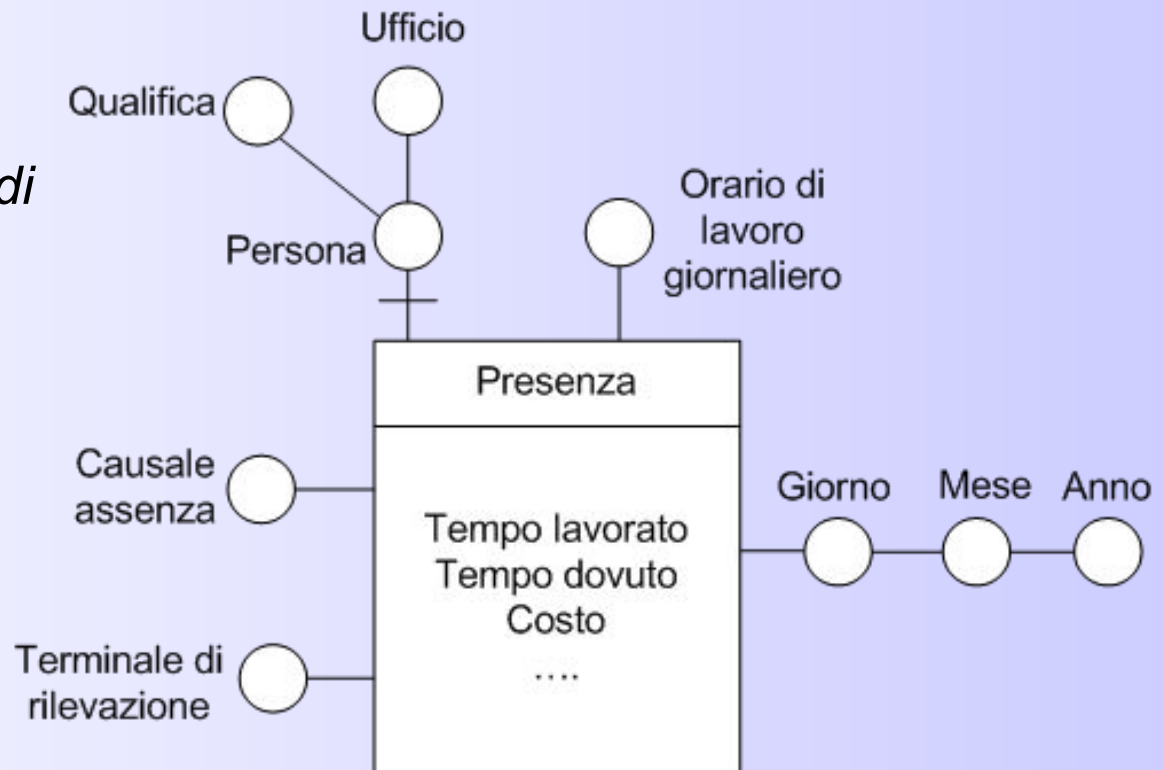 Ufficio
Qualifica
di
Orario di
lavoro
giornaliero
Persona
Presenza
Causale
assenza
Giorno
Mese
Anno
Tempo lavorato
Tempo dovuto
Costo
....
Terminale di
rilevazione